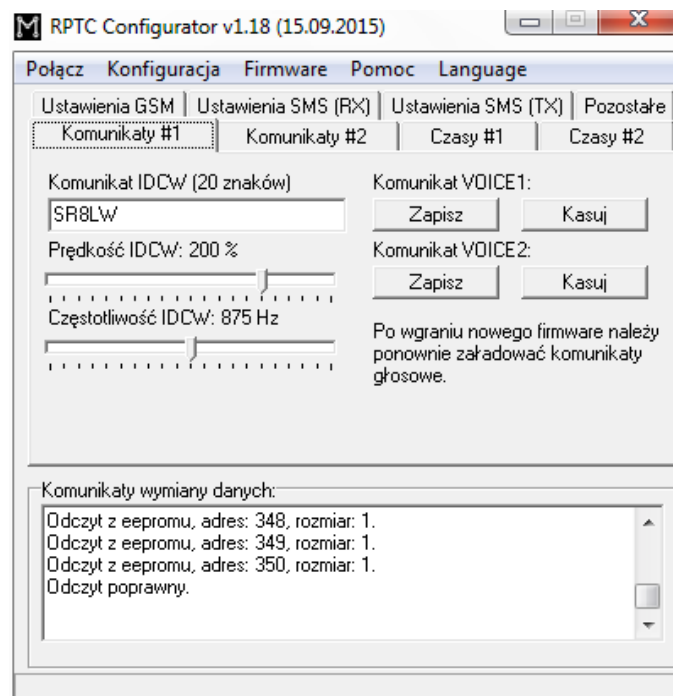 RPTC Configurator v1.18 (15.09.2015)
Połącz Konfiguracja Firmware Pomoc Language
Ustawienia GSM Ustawienia SMS (RX) Ustawienia SMS (TX) Pozostałe
Komunikaty #1 Komunikaty #2 Czasy #1 Czasy #2
Komunikat IDCW (20 znaków)
SR8LW
Prędkość IDCW: 200 %
Częstotliwość IDCW: 875 Hz
Komunikat VOICE1:
Zapisz Kasuj
Komunikat VOICE2:
Zapisz Kasuj
Po wgraniu nowego firmware należy
ponownie załadować komunikaty
głosowe.
Komunikaty wymiany danych:
Odczyt z eepromu, adres: 348, rozmiar: 1.
Odczyt z eepromu, adres: 349, rozmiar: 1.
Odczyt z eepromu, adres: 350, rozmiar: 1.
Odczyt poprawny.